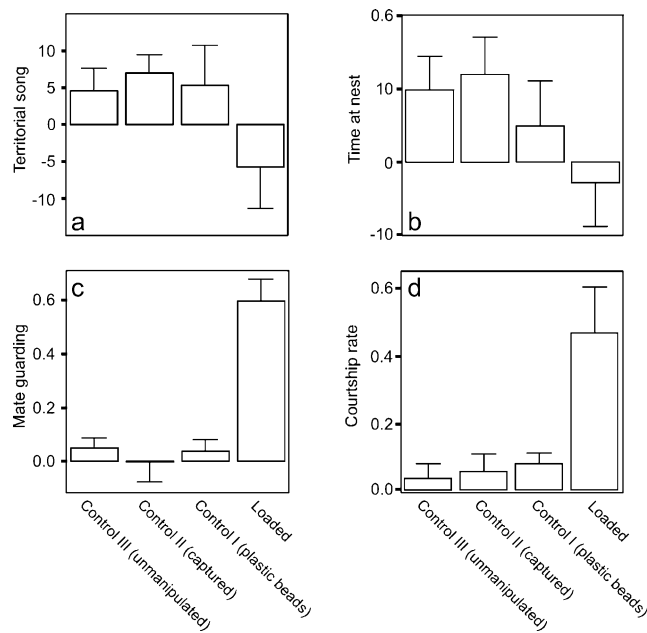 Territorial song
10
5
0
-5
-10
a
Time at nest
0.6
10
0
-10
b
Mate guarding
0.6
0.4
0.2
0.0
c
Courtship rate
0.6
0.4
0.2
0.0
d
Control III (unmanipulated)
Control II (captured)
Control I (plastic beads)
Loaded
Control III (unmanipulated)
Control II (captured)
Control I (plastic beads)
Loaded